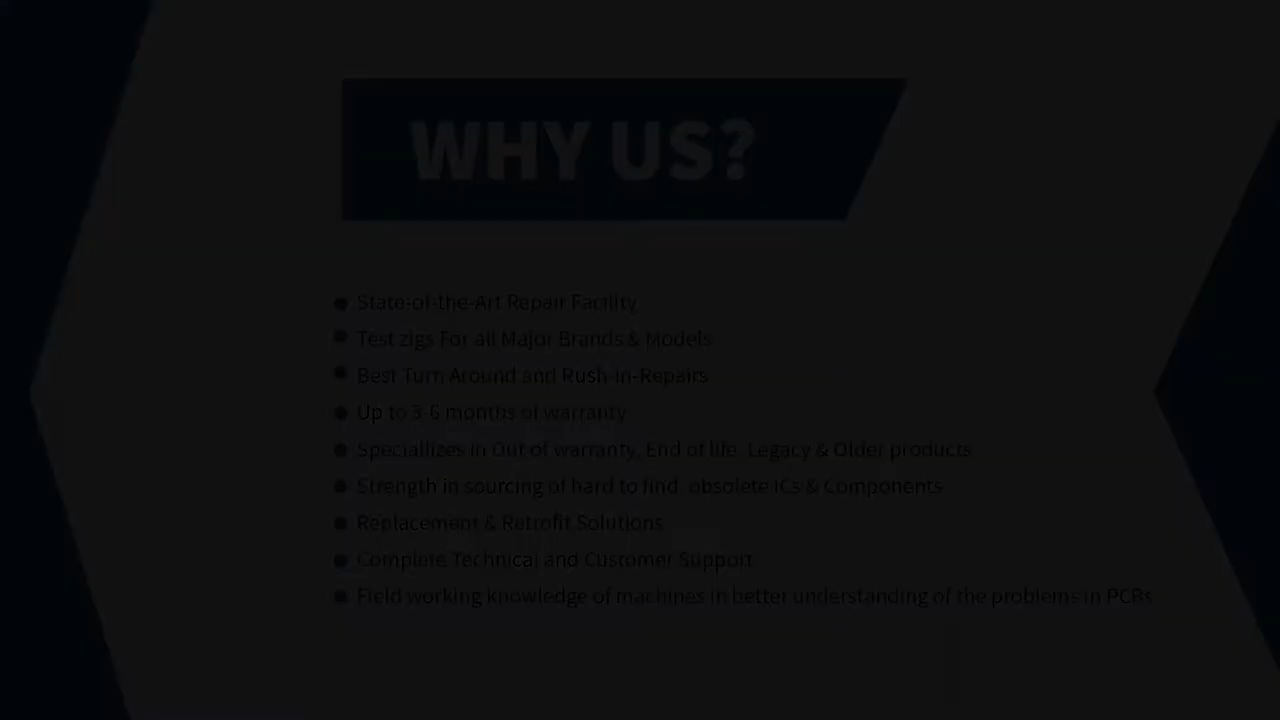 WHY US?
State-of-the-Art Repair Facility
Test zigs For all Major Brands & Models
Best Turn Around and Rush-in-Repairs
Up to 3-6 months of warranty
Speciallizes in Out of warranty, End of life, Legacy & Older products
Strength in sourcing of hard to find, obsolete ICs & Components
Replacement & Retrofit Solutions
Complete Technical and Customer Support
Field working knowledge of machines in better understanding of the problems in PCBs